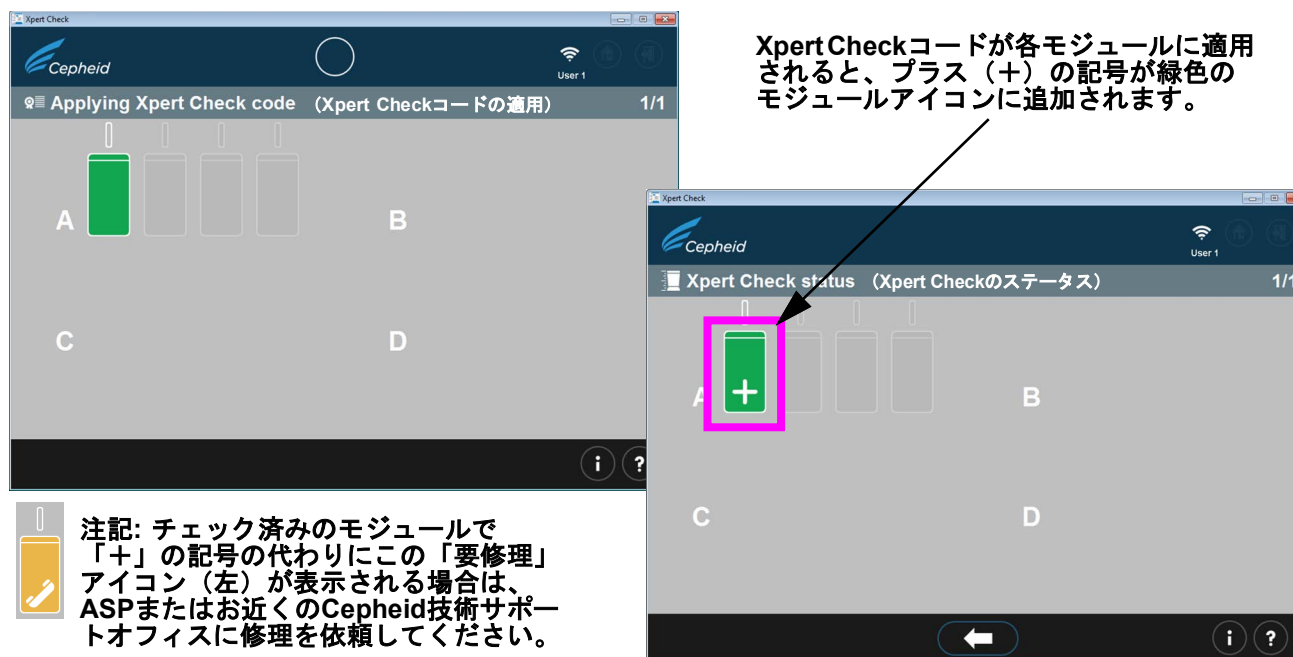 Xpert Check
Cepheid
User 1
Applying Xpert Check code （Xpert Checkコードの適用） 1/1
A
B
C
D
i ?
Xpert Checkコードが各モジュールに適用
されると、プラス（＋）の記号が緑色の
モジュールアイコンに追加されます。
Xpert Check
Cepheid
User 1
Xpert Check status （Xpert Checkのステータス） 1/1
A
B
C
D
i ?
注記: チェック済みのモジュールで
「＋」の記号の代わりにこの「要修理」
アイコン（左）が表示される場合は、
ASPまたはお近くのCepheid技術サポー
トオフィスに修理を依頼してください。